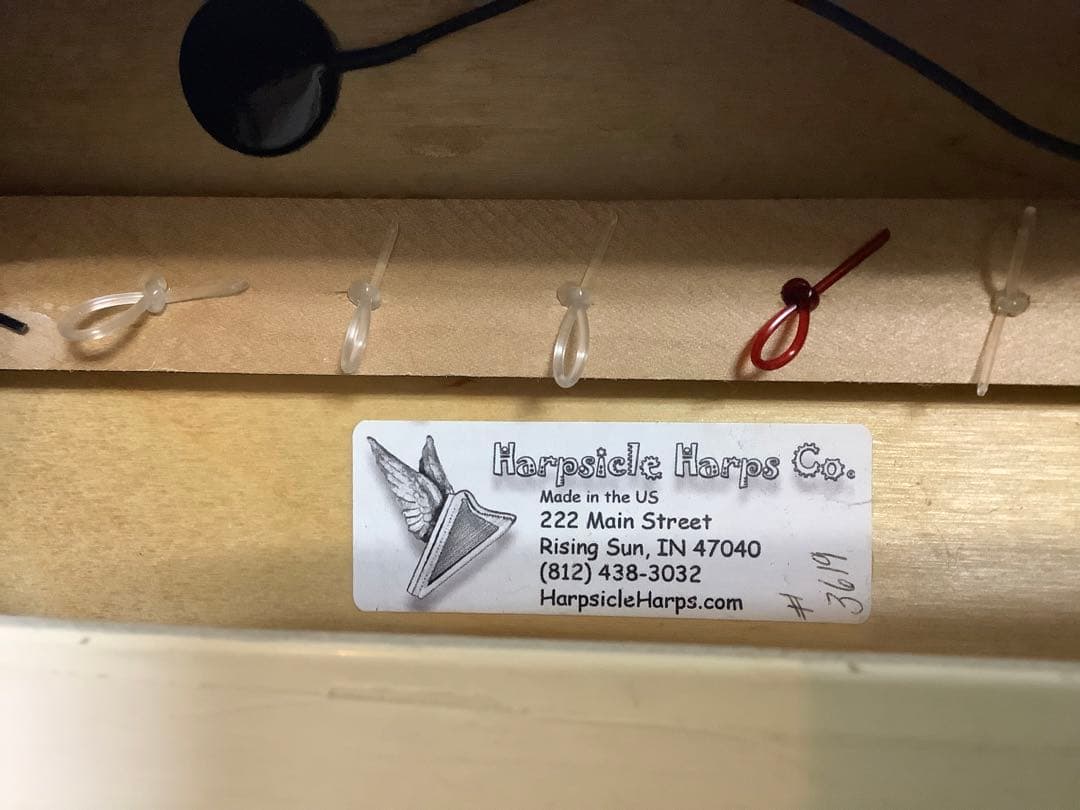 Harpsicle Harps Co.
Made in the US
222 Main Street
Rising Sun, IN 47040
(812) 438-3032
HarpsicleHarps.com
# 3619